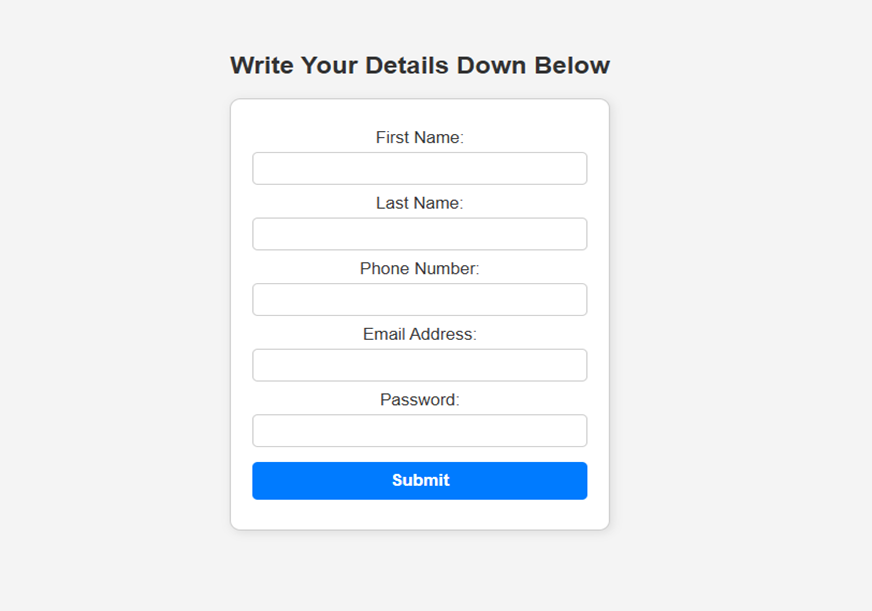 Write Your Details Down Below
First Name:
Last Name:
Phone Number:
Email Address:
Password:
Submit